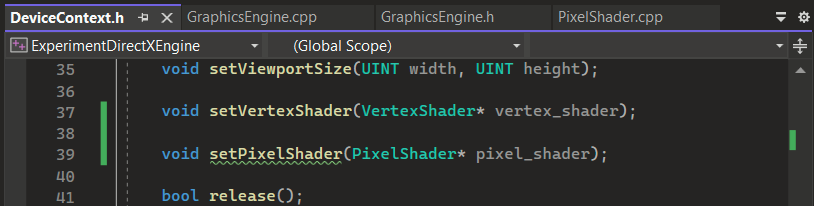 DeviceContext.h GraphicsEngine.cpp GraphicsEngine.h PixelShader.cpp
ExperimentDirectXEngine (Global Scope)
35 void setViewportSize(UINT width, UINT height);
36
37 void setVertexShader(VertexShader* vertex_shader);
38
39 void setPixelShader(PixelShader* pixel_shader);
40
41 bool release();